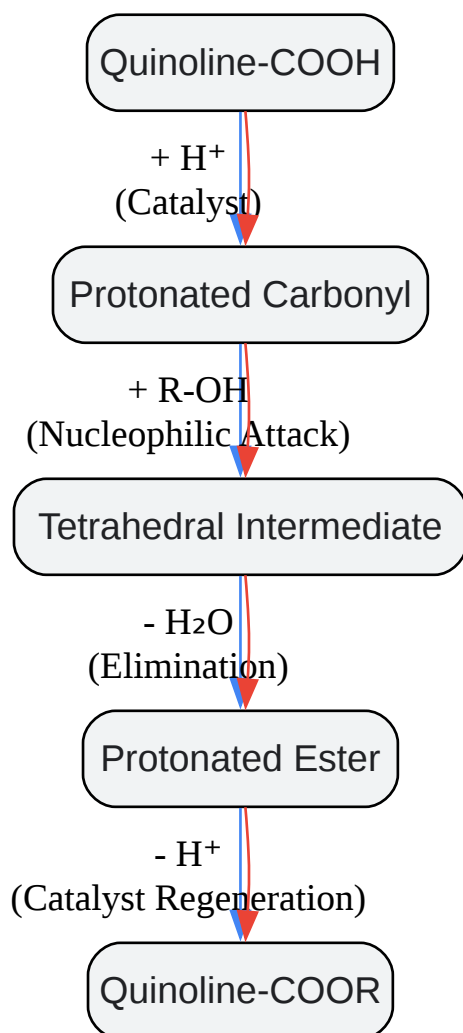 Quinoline-COOH
+ H⁺
(Catalyst)
Protonated Carbonyl
+ R-OH
(Nucleophilic Attack)
Tetrahedral Intermediate
- H₂O
(Elimination)
Protonated Ester
- H⁺
(Catalyst Regeneration)
Quinoline-COOR